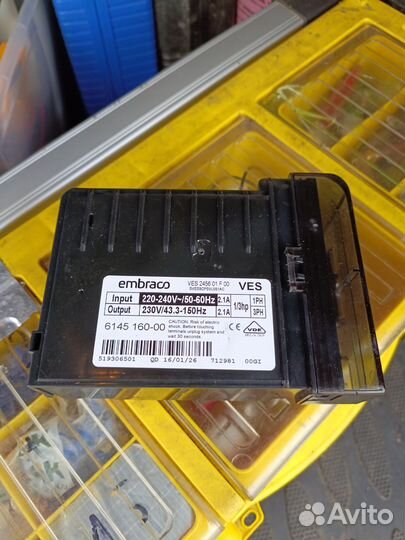 embraco
VES 2456 01 F 00
VES
Input 220-240V~/50-60Hz 2.1A 1/3hp 1PH
Output 230V/43.3-150Hz 2.1A 3PH
6145 160-00
CAUTION: Risk of electric
shock. Before touching
terminals unplug system and
wait 30 seconds.
CE
VDE
519306501 QD 16/01/26 712981 00GI
Avito